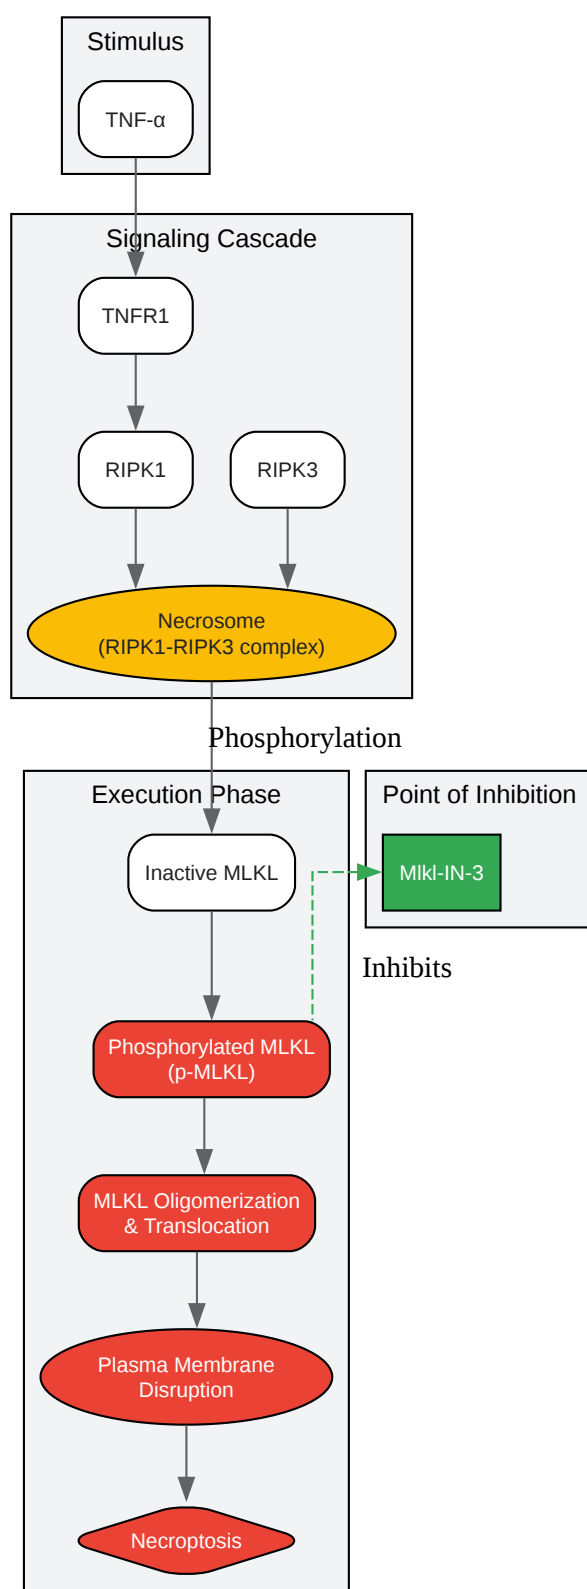 Stimulus
TNF-α
Signaling Cascade
TNFR1
RIPK1
RIPK3
Necrosome
(RIPK1-RIPK3 complex)
Phosphorylation
Execution Phase
Point of Inhibition
Inactive MLKL
Mlkl-IN-3
Inhibits
Phosphorylated MLKL
(p-MLKL)
MLKL Oligomerization
& Translocation
Plasma Membrane
Disruption
Necroptosis